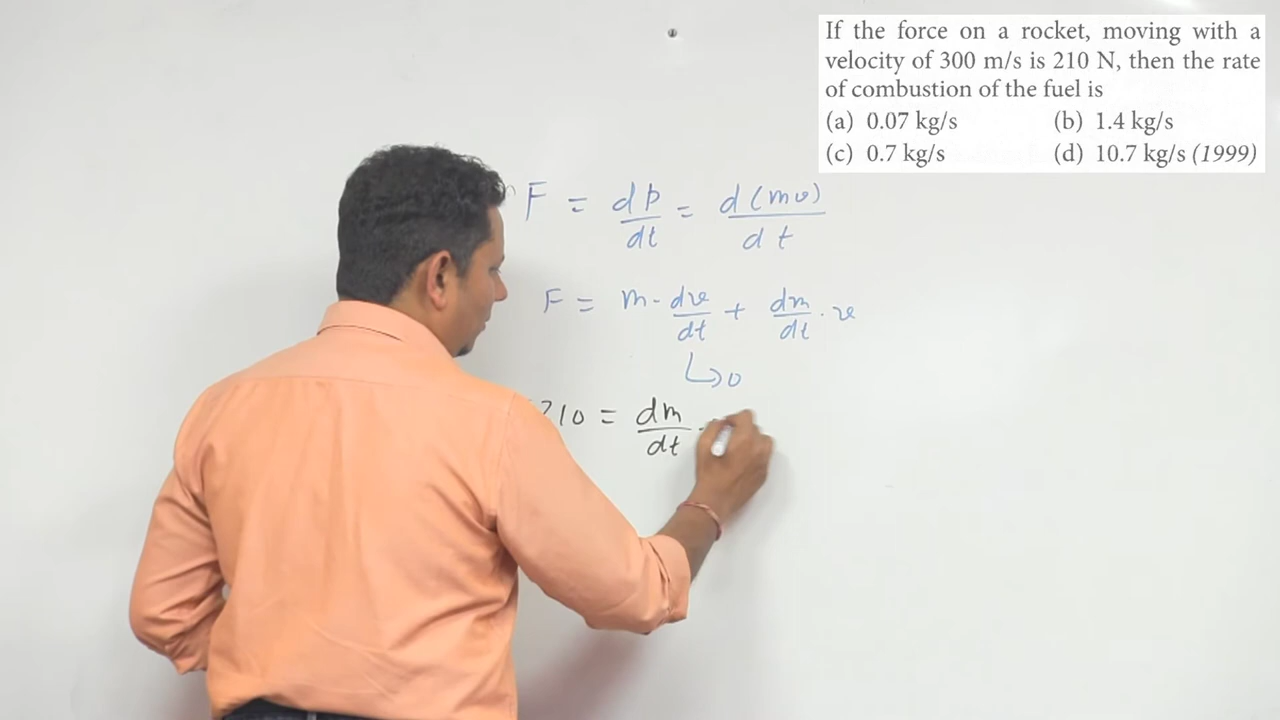 If the force on a rocket, moving with a
velocity of 300 m/s is 210 N, then the rate
of combustion of the fuel is
(a) 0.07 kg/s (b) 1.4 kg/s
(c) 0.7 kg/s (d) 10.7 kg/s (1999)
F = dp/dt = d(mv)/dt
F = m · dv/dt + dm/dt · v
↳ 0
210 = dm/dt